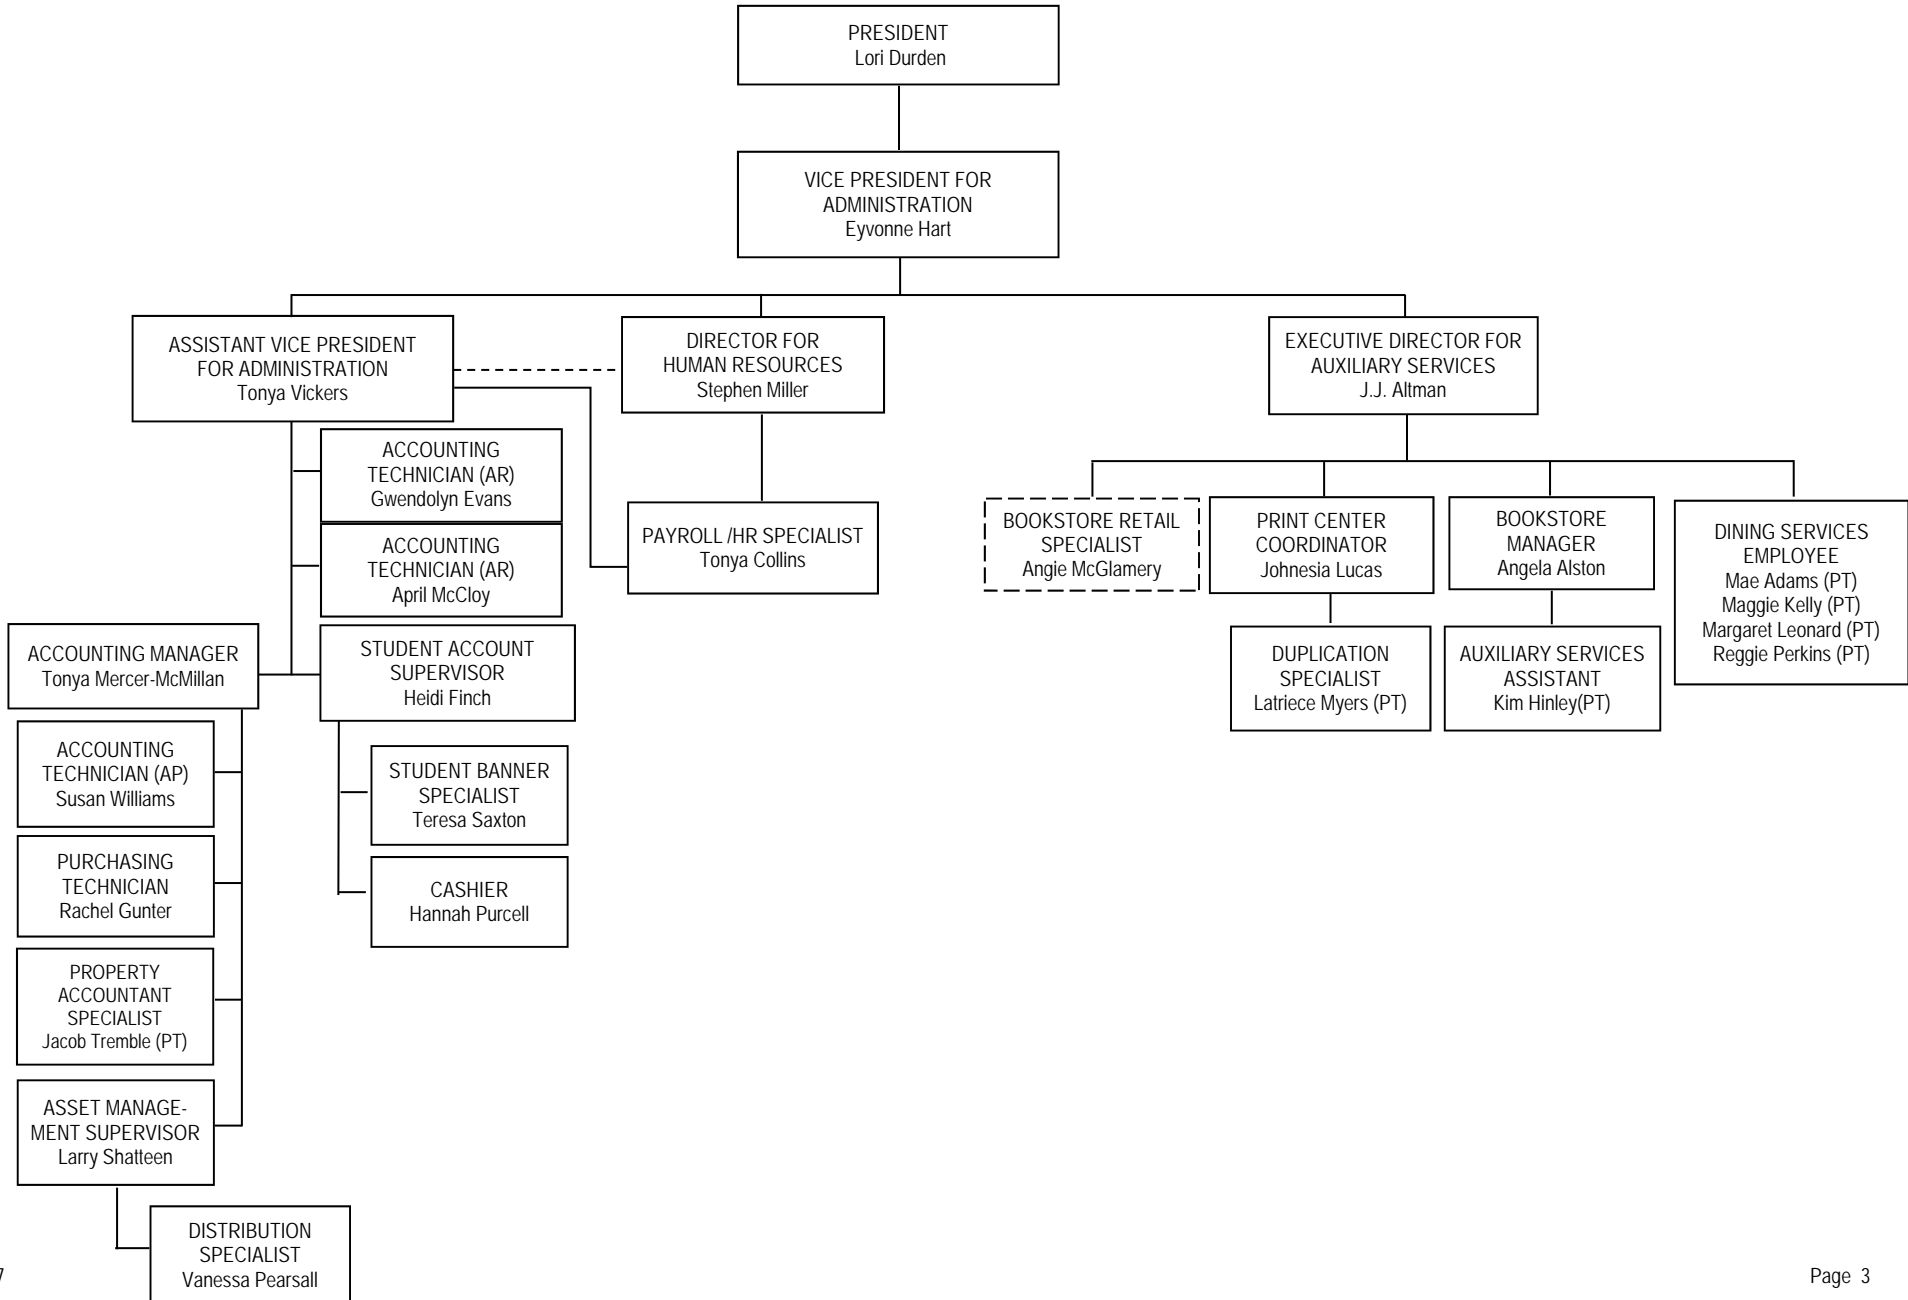 PRESIDENT
Lori Durden
VICE PRESIDENT FOR
ADMINISTRATION
Eyvonne Hart
ASSISTANT VICE PRESIDENT
FOR ADMINISTRATION
Tonya Vickers
DIRECTOR FOR
HUMAN RESOURCES
Stephen Miller
EXECUTIVE DIRECTOR FOR
AUXILIARY SERVICES
J.J. Altman
ACCOUNTING
TECHNICIAN (AR)
Gwendolyn Evans
ACCOUNTING
TECHNICIAN (AR)
April McCloy
PAYROLL /HR SPECIALIST
Tonya Collins
BOOKSTORE RETAIL
SPECIALIST
Angie McGlamery
PRINT CENTER
COORDINATOR
Johnesia Lucas
BOOKSTORE
MANAGER
Angela Alston
DINING SERVICES
EMPLOYEE
Mae Adams (PT)
Maggie Kelly (PT)
Margaret Leonard (PT)
Reggie Perkins (PT)
ACCOUNTING MANAGER
Tonya Mercer-McMillan
STUDENT ACCOUNT
SUPERVISOR
Heidi Finch
DUPLICATION
SPECIALIST
Latriece Myers (PT)
AUXILIARY SERVICES
ASSISTANT
Kim Hinley(PT)
ACCOUNTING
TECHNICIAN (AP)
Susan Williams
STUDENT BANNER
SPECIALIST
Teresa Saxton
PURCHASING
TECHNICIAN
Rachel Gunter
CASHIER
Hannah Purcell
PROPERTY
ACCOUNTANT
SPECIALIST
Jacob Tremble (PT)
ASSET MANAGE-
MENT SUPERVISOR
Larry Shatteen
DISTRIBUTION
SPECIALIST
Vanessa Pearsall
7
Page 3